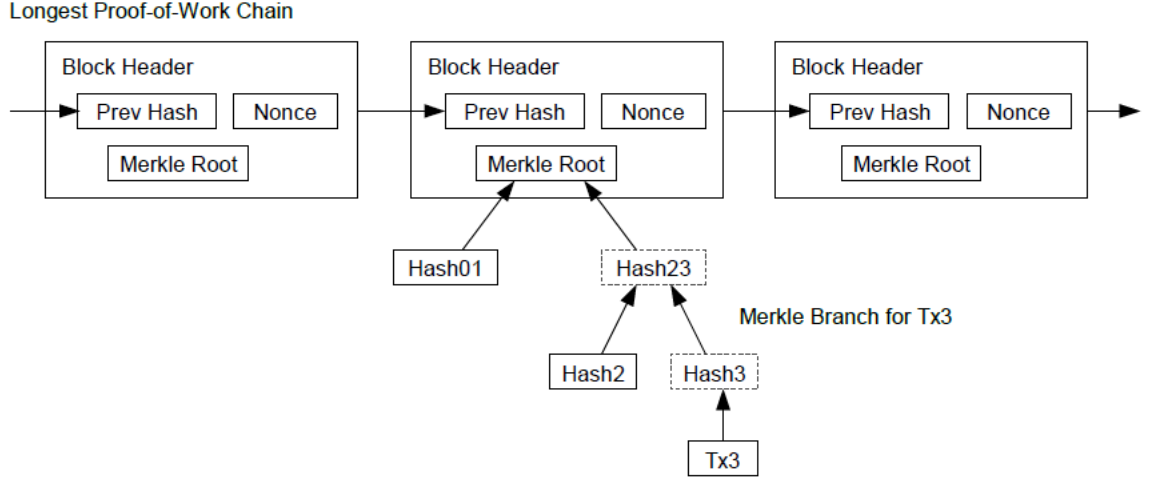 Longest Proof-of-Work Chain
Block Header
Prev Hash
Nonce
Merkle Root
Block Header
Prev Hash
Nonce
Merkle Root
Block Header
Prev Hash
Nonce
Merkle Root
Hash01
Hash23
Merkle Branch for Tx3
Hash2
Hash3
Tx3